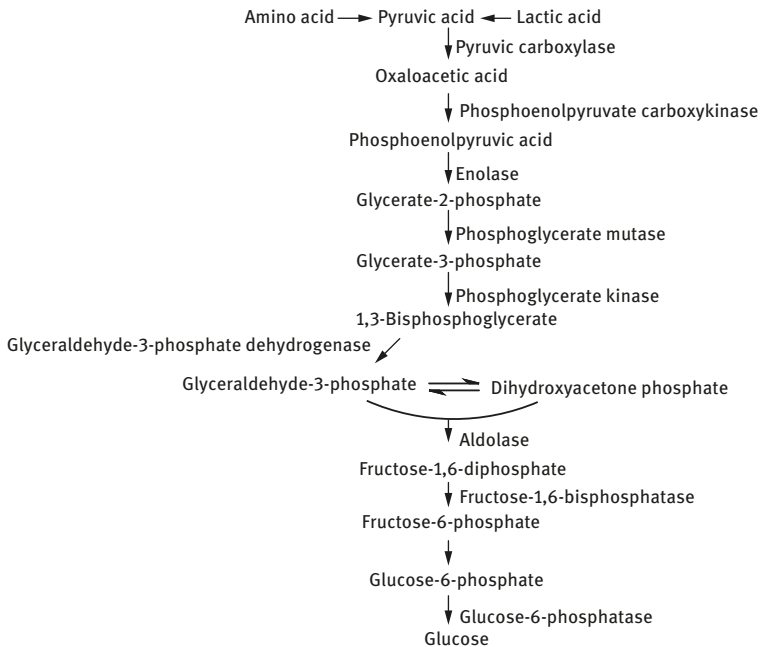 Amino acid Pyruvic acid Lactic acid
Pyruvic carboxylase
Oxaloacetic acid
Phosphoenolpyruvate carboxykinase
Phosphoenolpyruvic acid
Enolase
Glycerate-2-phosphate
Phosphoglycerate mutase
Glycerate-3-phosphate
Phosphoglycerate kinase
1,3-Bisphosphoglycerate
Glyceraldehyde-3-phosphate dehydrogenase
Glyceraldehyde-3-phosphate Dihydroxyacetone phosphate
Aldolase
Fructose-1,6-diphosphate
Fructose-1,6-bisphosphatase
Fructose-6-phosphate
Glucose-6-phosphate
Glucose-6-phosphatase
Glucose